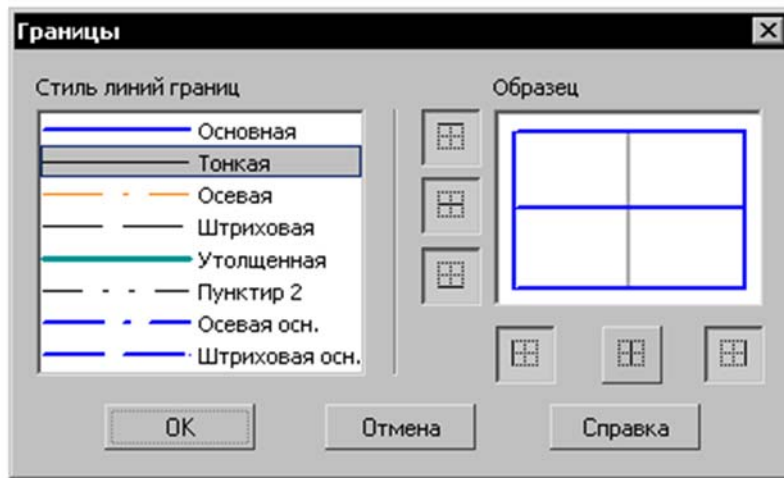 Границы
Стиль линий границ
Основная
Тонкая
Осевая
Штриховая
Утолщенная
Пунктир 2
Осевая осн.
Штриховая осн.
Образец
OK
Отмена
Справка